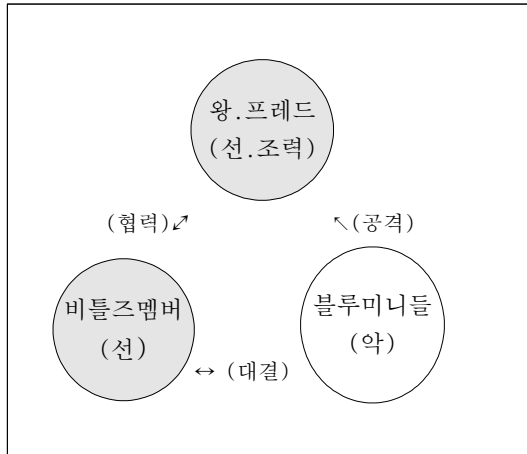 왕.프레드
(선.조력)
(협력)⤢
↖(공격)
비틀즈멤버
(선)
블루미니들
(악)
↔ (대결)